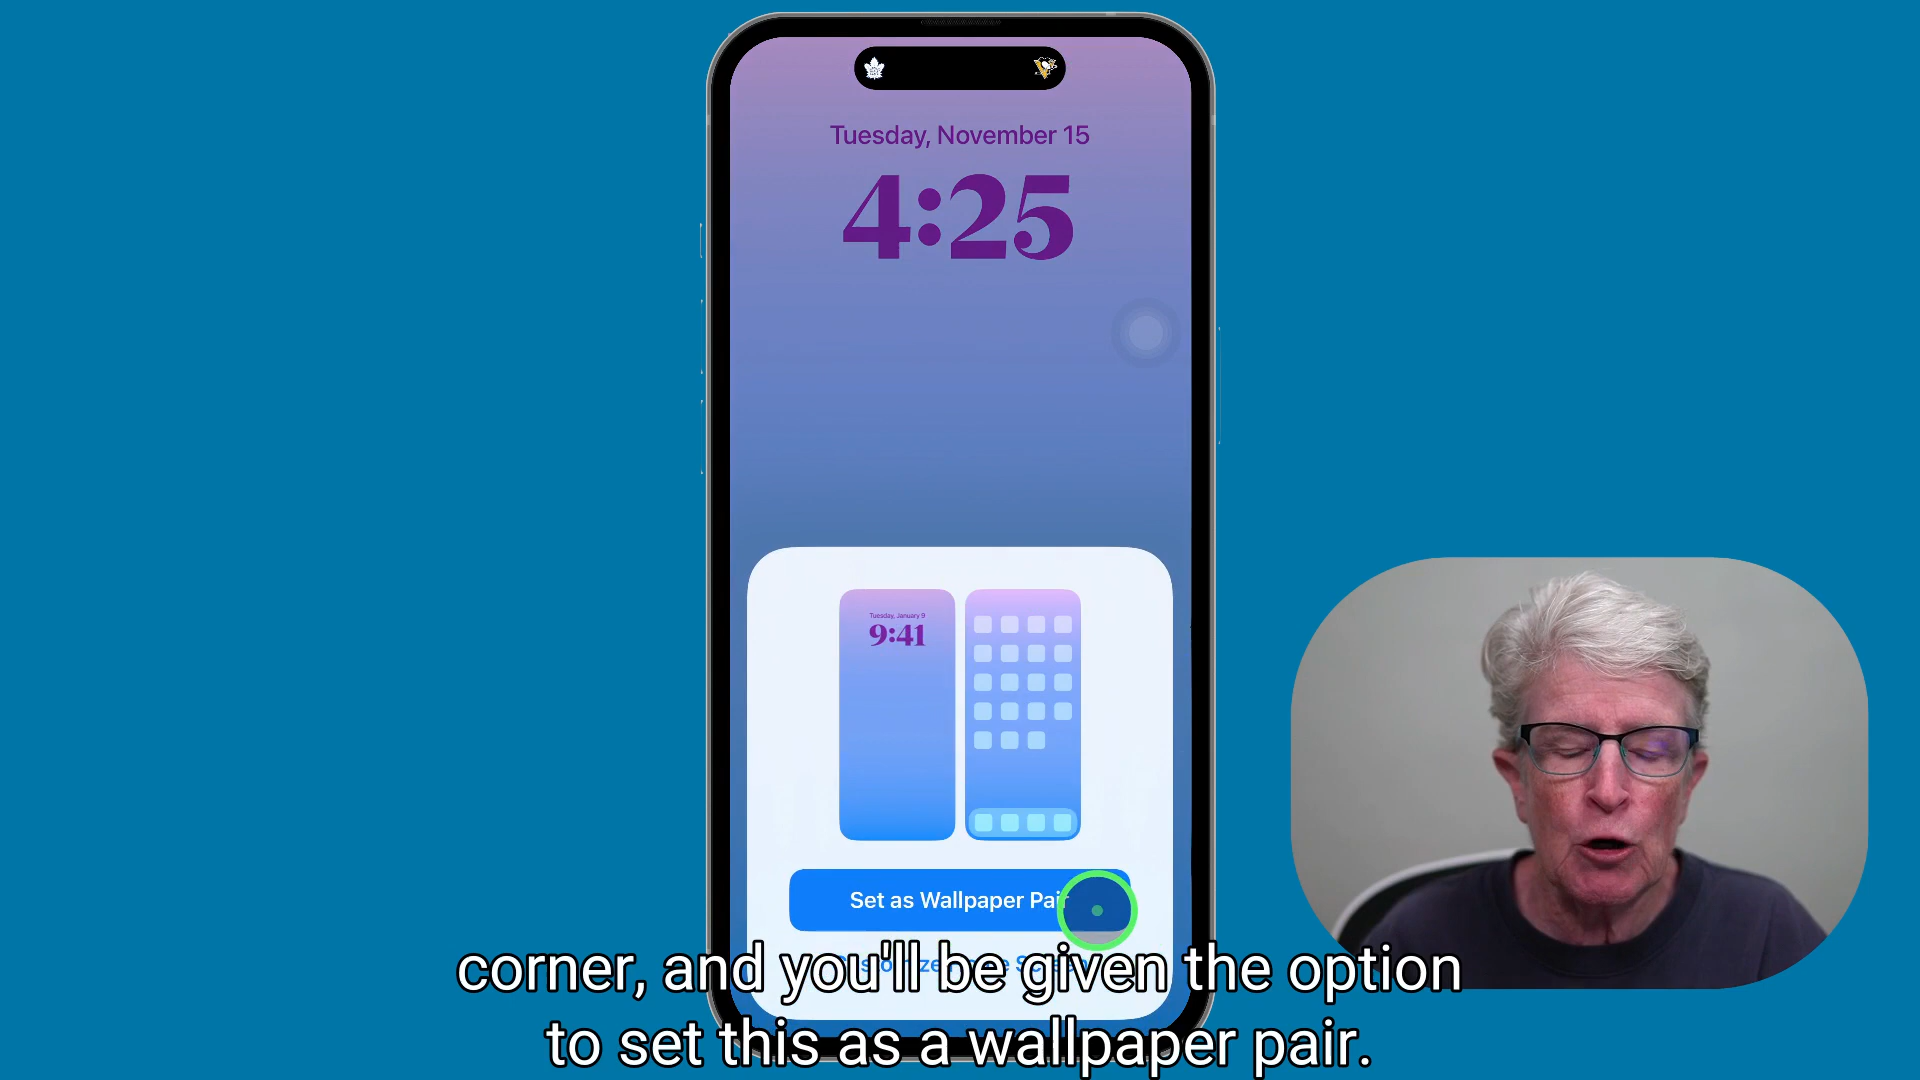 Tuesday, November 15
4:25
Tuesday, January 9
9:41
Set as Wallpaper Pair
corner, and you'll be given the option
to set this as a wallpaper pair.